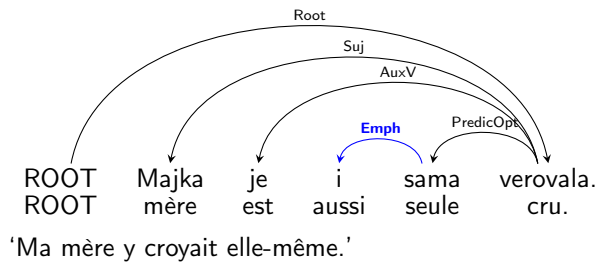 Root
Suj
AuxV
Emph PredicOpt
ROOT Majka je i sama verovala.
ROOT mère est aussi seule cru.
‘Ma mère y croyait elle-même.’